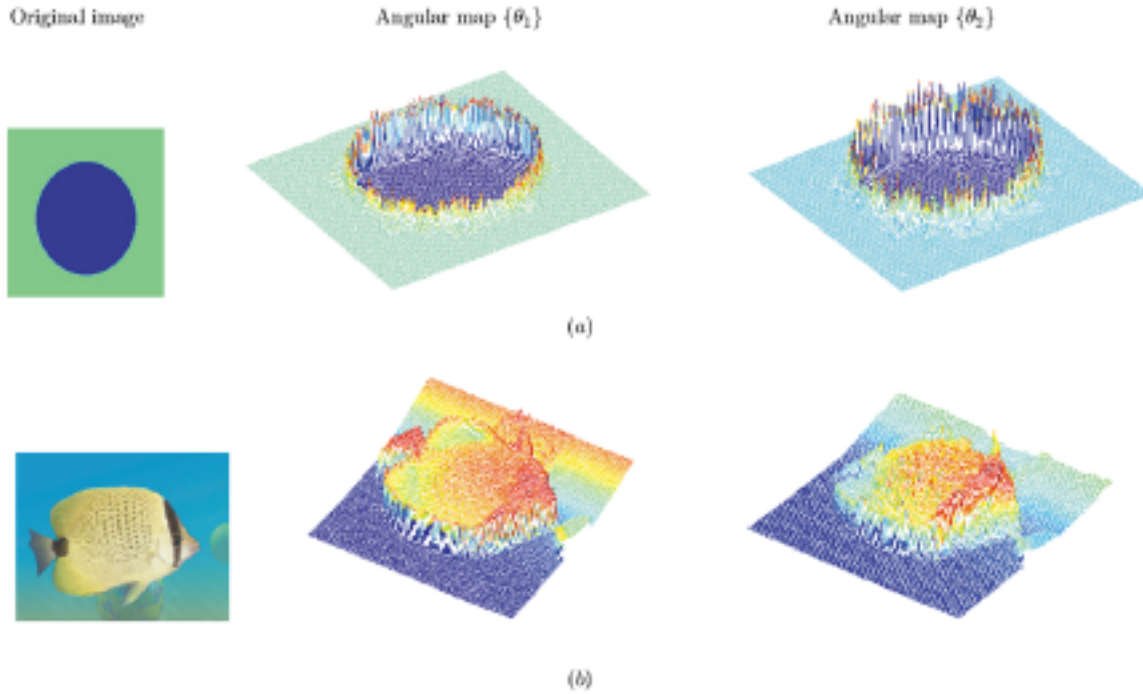 Original image
Angular map {θ₁}
Angular map {θ₂}
(a)
(b)